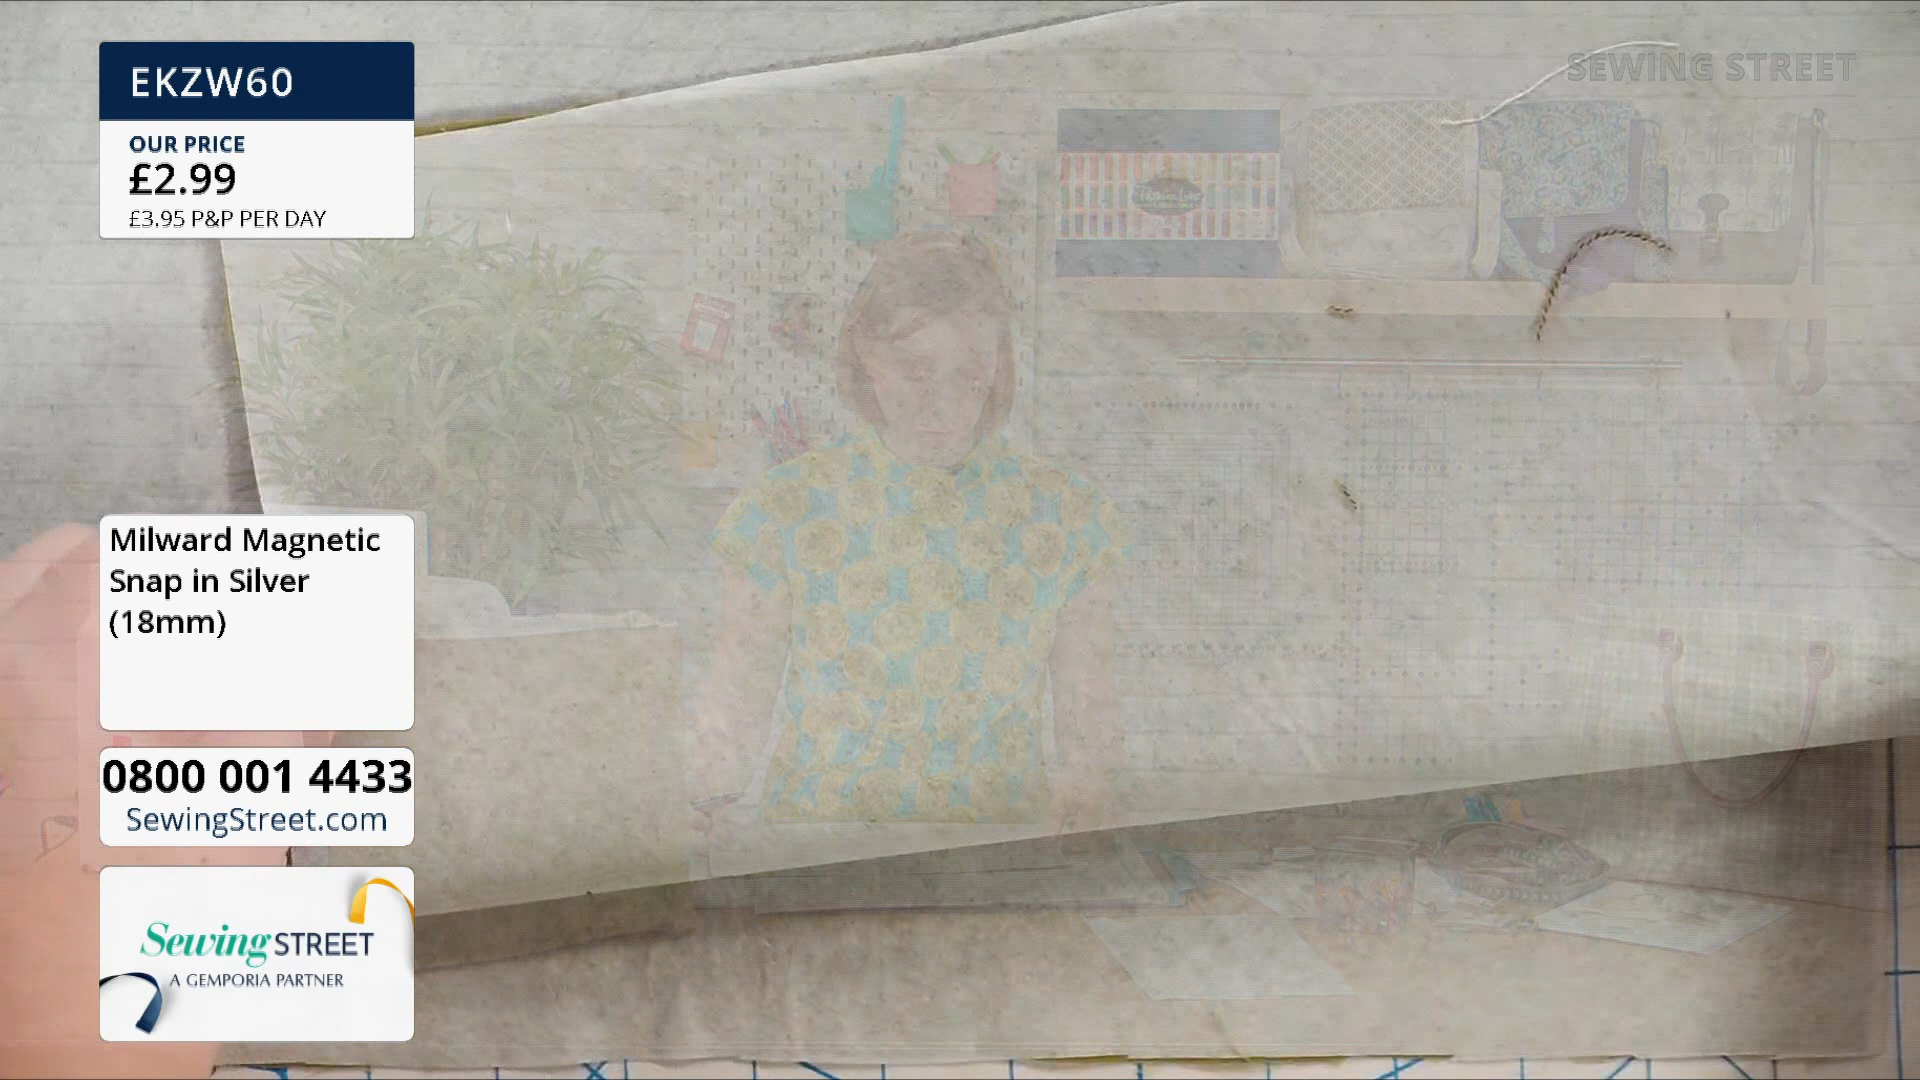 EKZW60
OUR PRICE
£2.99
£3.95 P&P PER DAY
SEWING STREET
Milward Magnetic
Snap in Silver
(18mm)
0800 001 4433
SewingStreet.com
Sewing STREET
A GEMPORIA PARTNER